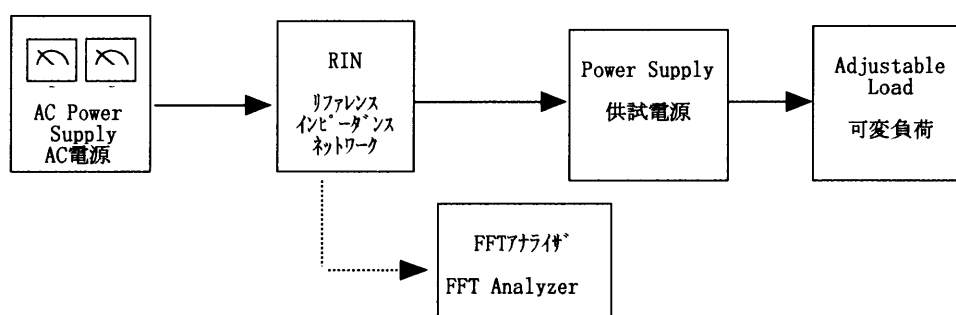 AC Power
Supply
AC電源
RIN
リファレンス
インピーダンス
ネットワーク
Power Supply
供試電源
Adjustable
Load
可変負荷
FFTアナライザ
FFT Analyzer